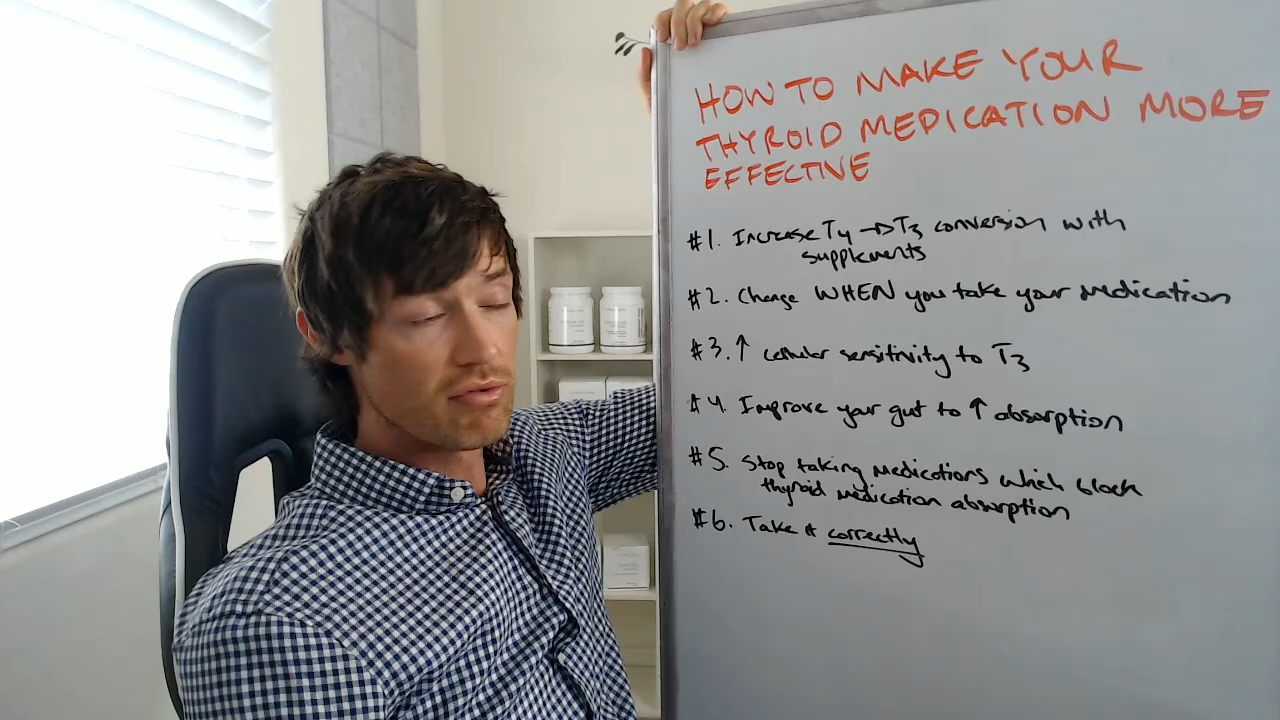 HOW TO MAKE YOUR
THYROID MEDICATION MORE
EFFECTIVE
#1. Increase T4 → T3 conversion with
supplements
#2. Change WHEN you take your medication
#3. ↑ cellular sensitivity to T3
#4. Improve your gut to ↑ absorption
#5. Stop taking medications which block
thyroid medication absorption
#6. Take it correctly